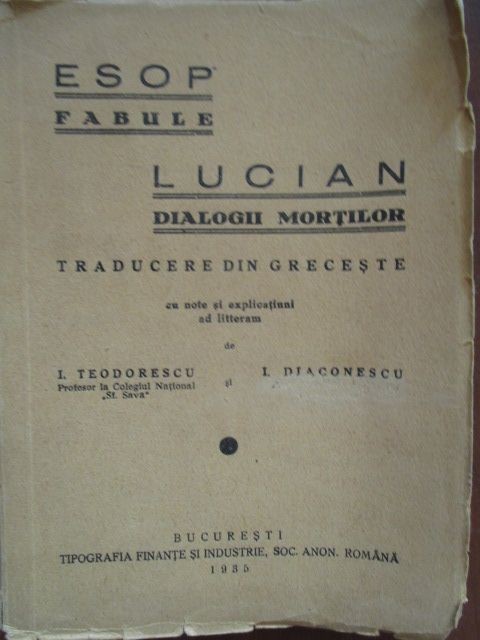 ESOP
FABULE
LUCIAN
DIALOGII MORȚILOR
TRADUCERE DIN GRECEȘTE
cu note și explicațiuni
ad litteram
de
I. TEODORESCU
Profesor la Colegiul Național
„Sf. Sava"
și
I. DIACONESCU
BUCUREȘTI
TIPOGRAFIA FINANȚE ȘI INDUSTRIE, SOC. ANON. ROMÂNĂ
1935